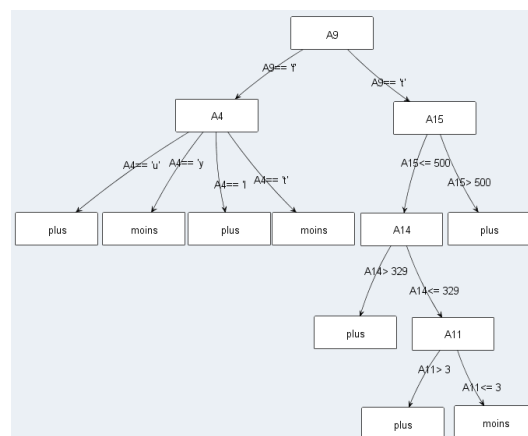 A9
A9== 'f'
A9== 't'
A4
A15
A4== 'u'
A4== 'y
A4== 'l
A4== 't'
A15<= 500
A15> 500
plus
moins
plus
moins
A14
plus
A14> 329
A14<= 329
plus
A11
A11> 3
A11<= 3
plus
moins